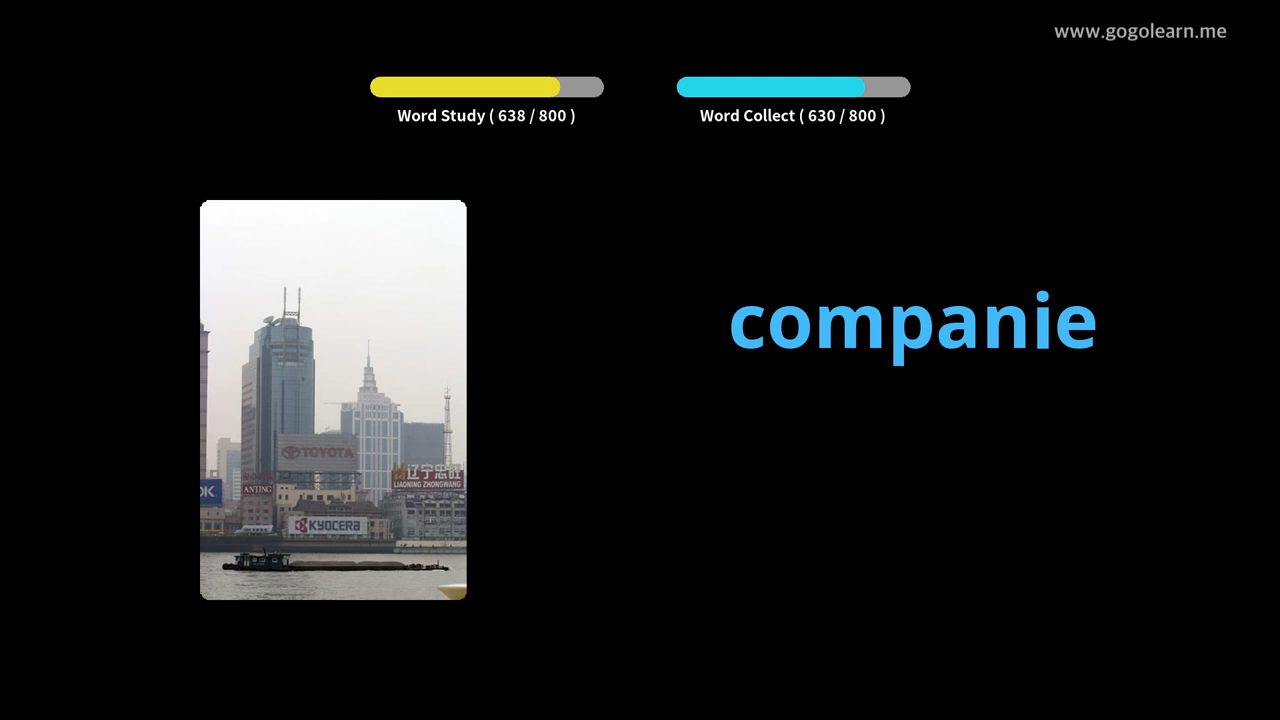 www.gogolearn.me
Word Study ( 638 / 800 )
Word Collect ( 630 / 800 )
companie
TOYOTA
辽宁忠旺
LIAONING ZHONGWANG
ANTING
OK
KYOCERA